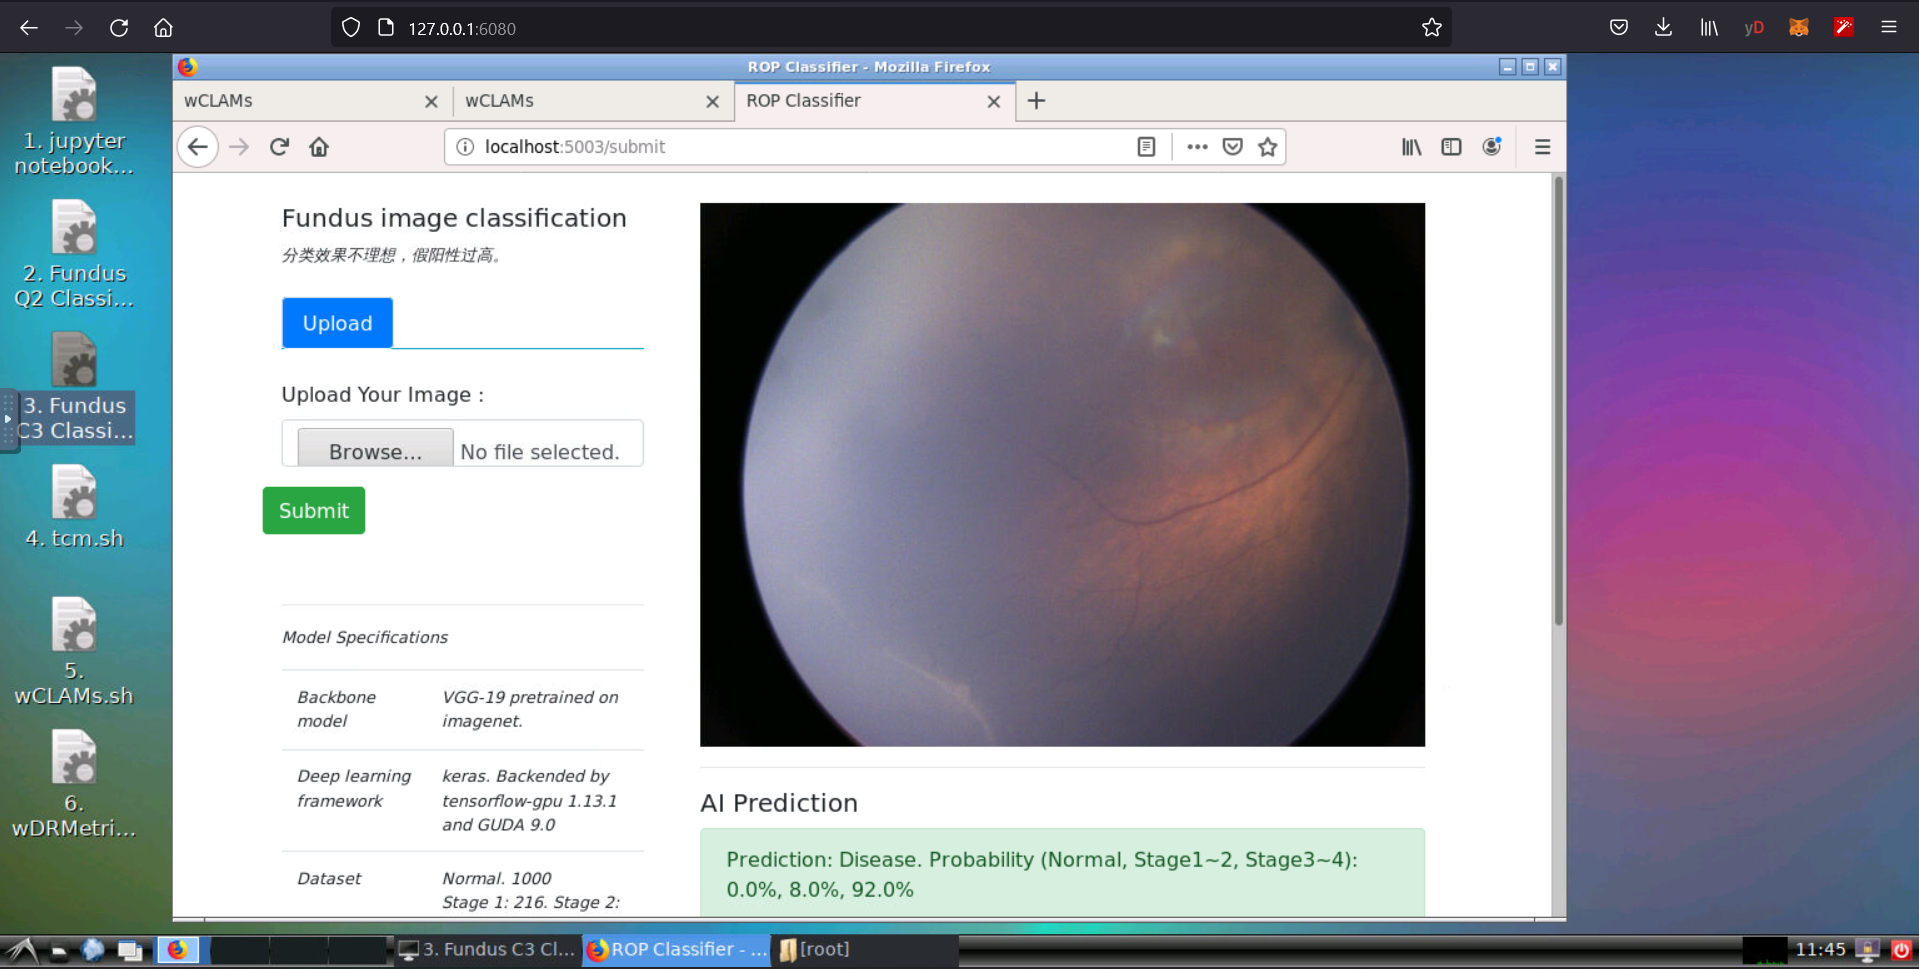 127.0.0.1:6080
yD
ROP Classifier - Mozilla Firefox
wCLAMs
wCLAMs
ROP Classifier
localhost:5003/submit
1. jupyter
notebook...
2. Fundus
Q2 Classi...
3. Fundus
C3 Classi...
4. tcm.sh
5.
wCLAMs.sh
6.
wDRMetri...
Fundus image classification
分类效果不理想，假阳性过高。
Upload
Upload Your Image :
Browse...
No file selected.
Submit
Model Specifications
Backbone
model
VGG-19 pretrained on
imagenet.
Deep learning
framework
keras. Backended by
tensorflow-gpu 1.13.1
and GUDA 9.0
Dataset
Normal. 1000
Stage 1: 216. Stage 2:
AI Prediction
Prediction: Disease. Probability (Normal, Stage1~2, Stage3~4):
0.0%, 8.0%, 92.0%
3. Fundus C3 Cl...
ROP Classifier - ...
[root]
11:45